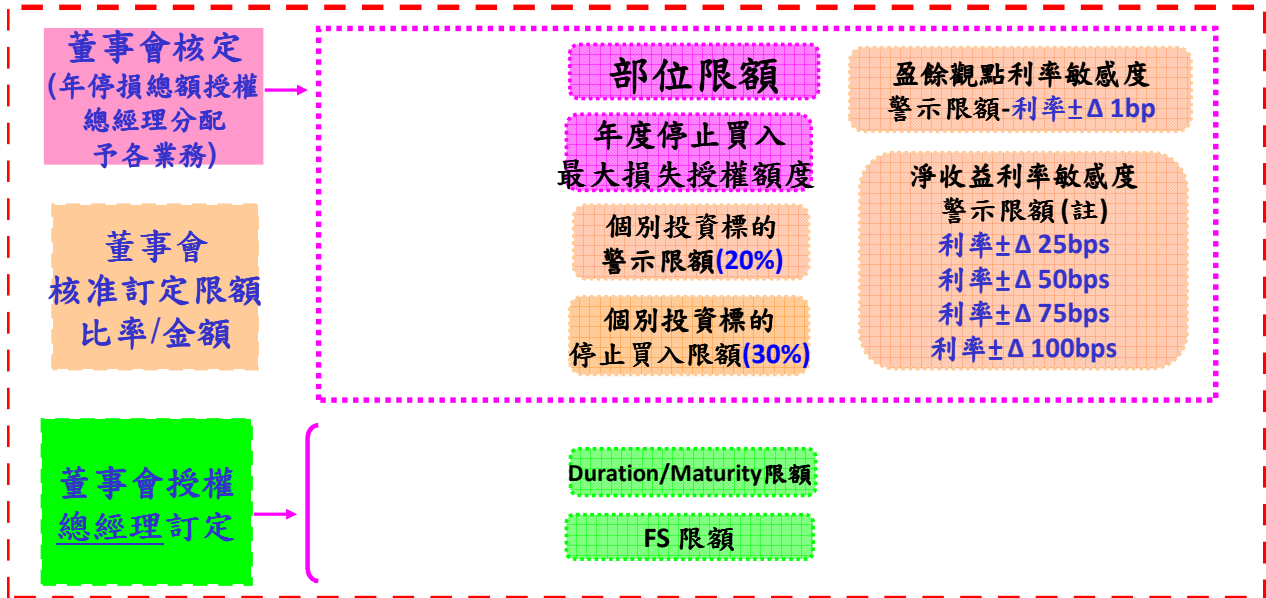 董事會核定
(年停損總額授權
總經理分配
予各業務)
董事會
核准訂定限額
比率/金額
部位限額
年度停止買入
最大損失授權額度
個別投資標的
警示限額(20%)
個別投資標的
停止買入限額(30%)
盈餘觀點利率敏感度
警示限額-利率±Δ 1bp
淨收益利率敏感度
警示限額(註)
利率±Δ 25bps
利率±Δ 50bps
利率±Δ 75bps
利率±Δ 100bps
董事會授權
總經理訂定
Duration/Maturity限額
FS 限額